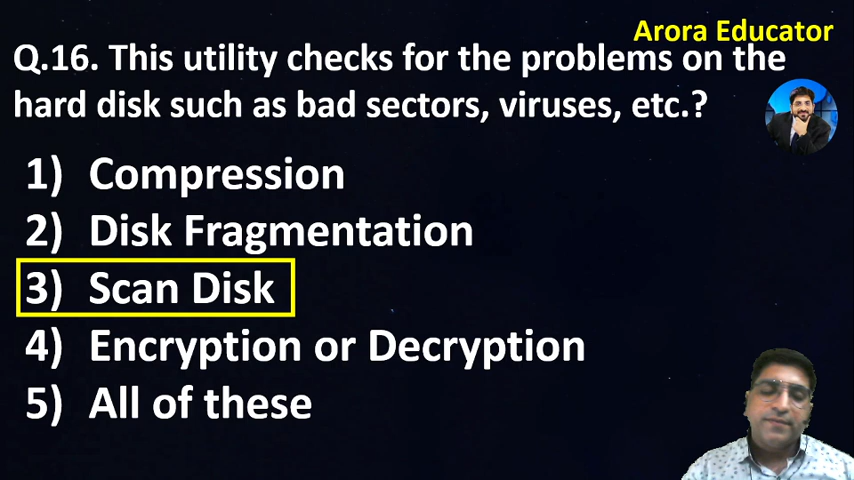 Arora Educator
Q.16. This utility checks for the problems on the
hard disk such as bad sectors, viruses, etc.?
1) Compression
2) Disk Fragmentation
3) Scan Disk
4) Encryption or Decryption
5) All of these